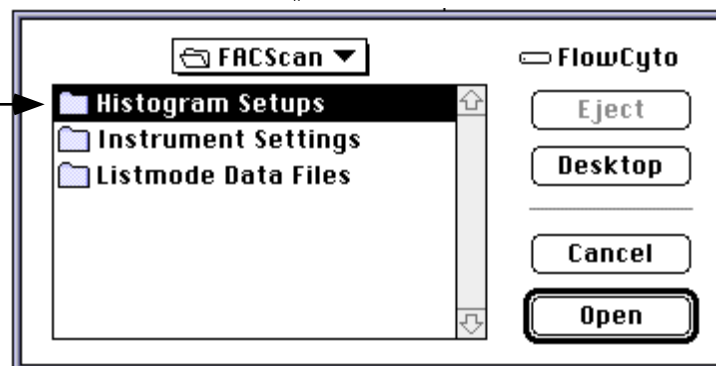 FACScan
FlowCyto
Histogram Setups
Instrument Settings
Listmode Data Files
Eject
Desktop
Cancel
Open